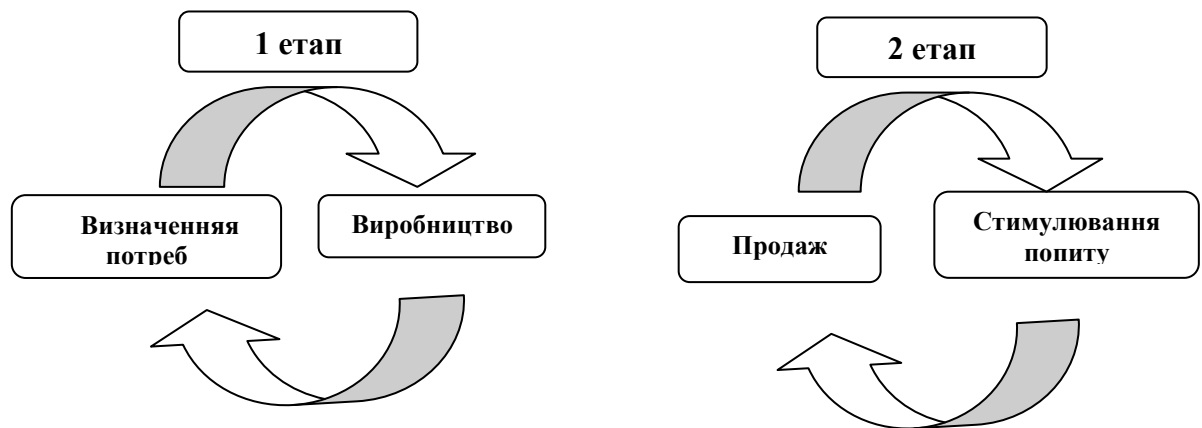 1 етап
Визначенняя
потреб
Виробництво
2 етап
Продаж
Стимулювання
попиту